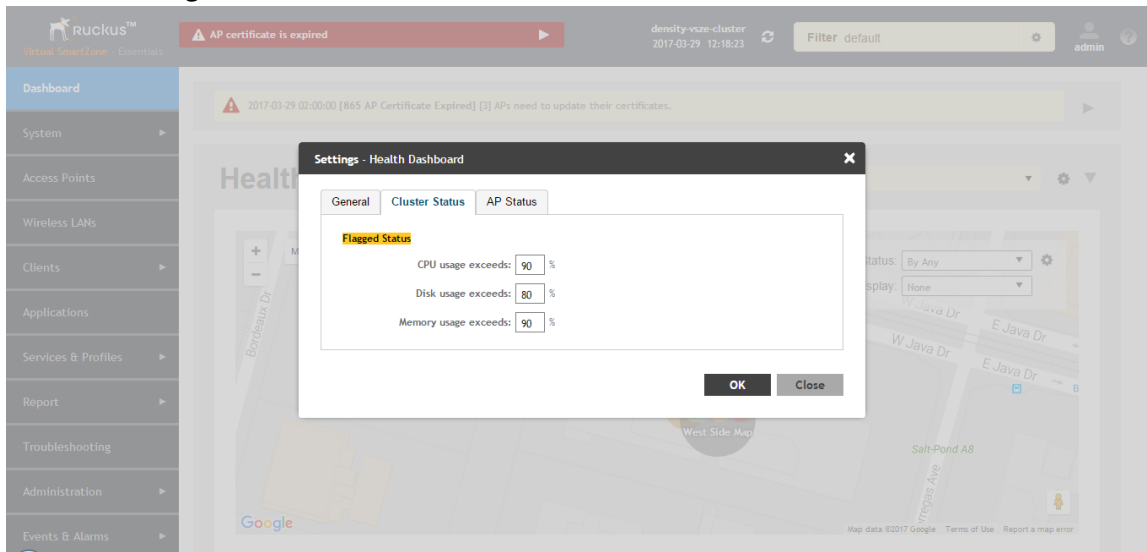 RUCKUS™
Virtual SmartZone - Essentials
AP certificate is expired
density-vsze-cluster
2017-03-29 12:18:23
Filter default
admin
Dashboard
System
Access Points
Wireless LANs
Clients
Applications
Services & Profiles
Report
Troubleshooting
Administration
Events & Alarms
2017-03-29 02:00:00 [865 AP Certificate Expired] [3] APs need to update their certificates.
Healt
Settings - Health Dashboard
General
Cluster Status
AP Status
Flagged Status
CPU usage exceeds: 90 %
Disk usage exceeds: 80 %
Memory usage exceeds: 90 %
OK
Close
+
M
−
tatus: By Any
splay: None
Bordeaux Dr
W Java Dr
E Java Dr
W Java Dr
E Java Dr
B
West Side Map
Salt-Pond A8
Google
Map data ©2017 Google
Terms of Use
Report a map error